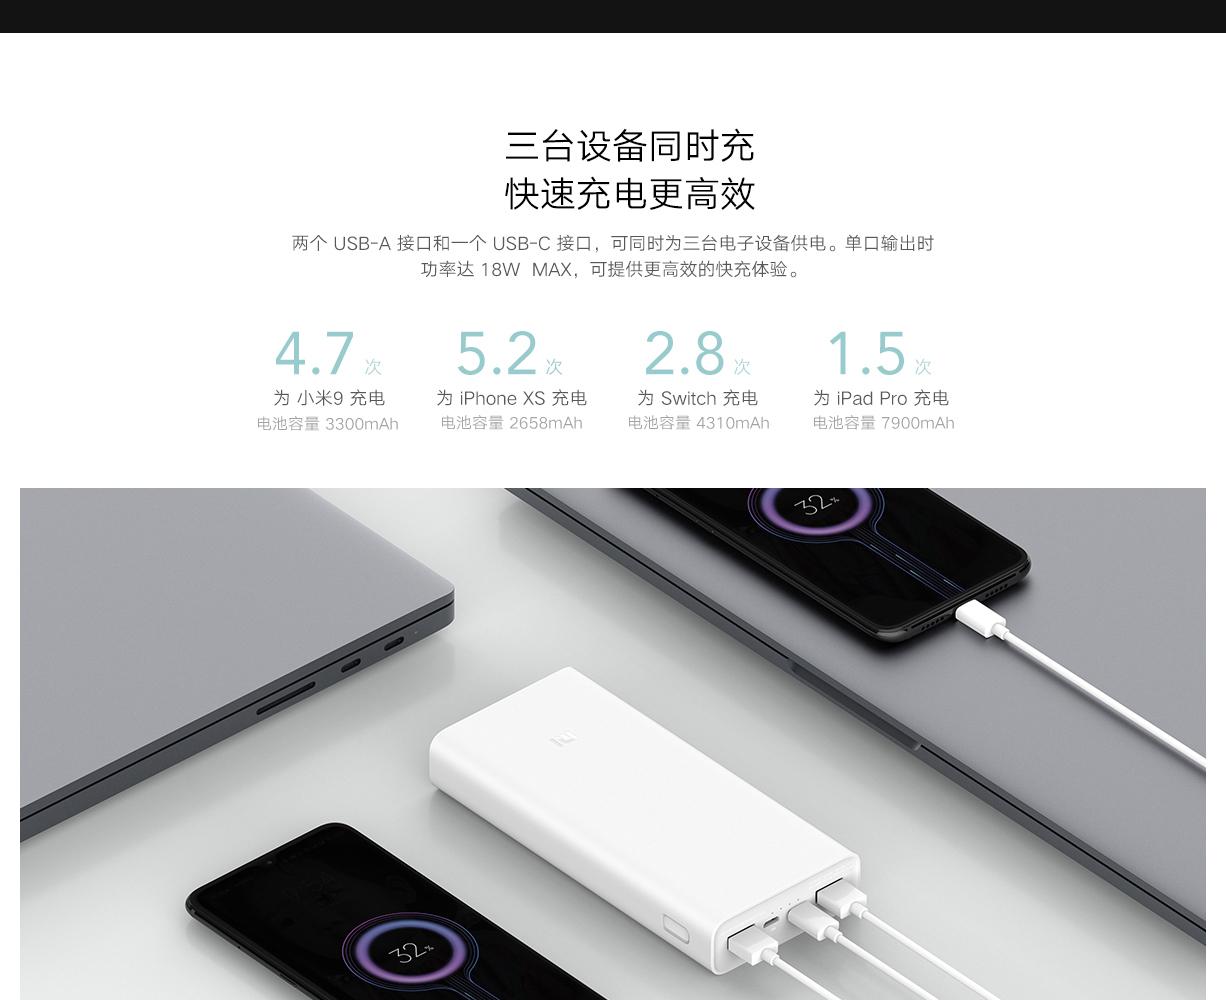 三台设备同时充
快速充电更高效
两个 USB-A 接口和一个 USB-C 接口，可同时为三台电子设备供电。单口输出时
功率达 18W MAX，可提供更高效的快充体验。
4.7 次
为 小米9 充电
电池容量 3300mAh
5.2 次
为 iPhone XS 充电
电池容量 2658mAh
2.8 次
为 Switch 充电
电池容量 4310mAh
1.5 次
为 iPad Pro 充电
电池容量 7900mAh
32%
32%